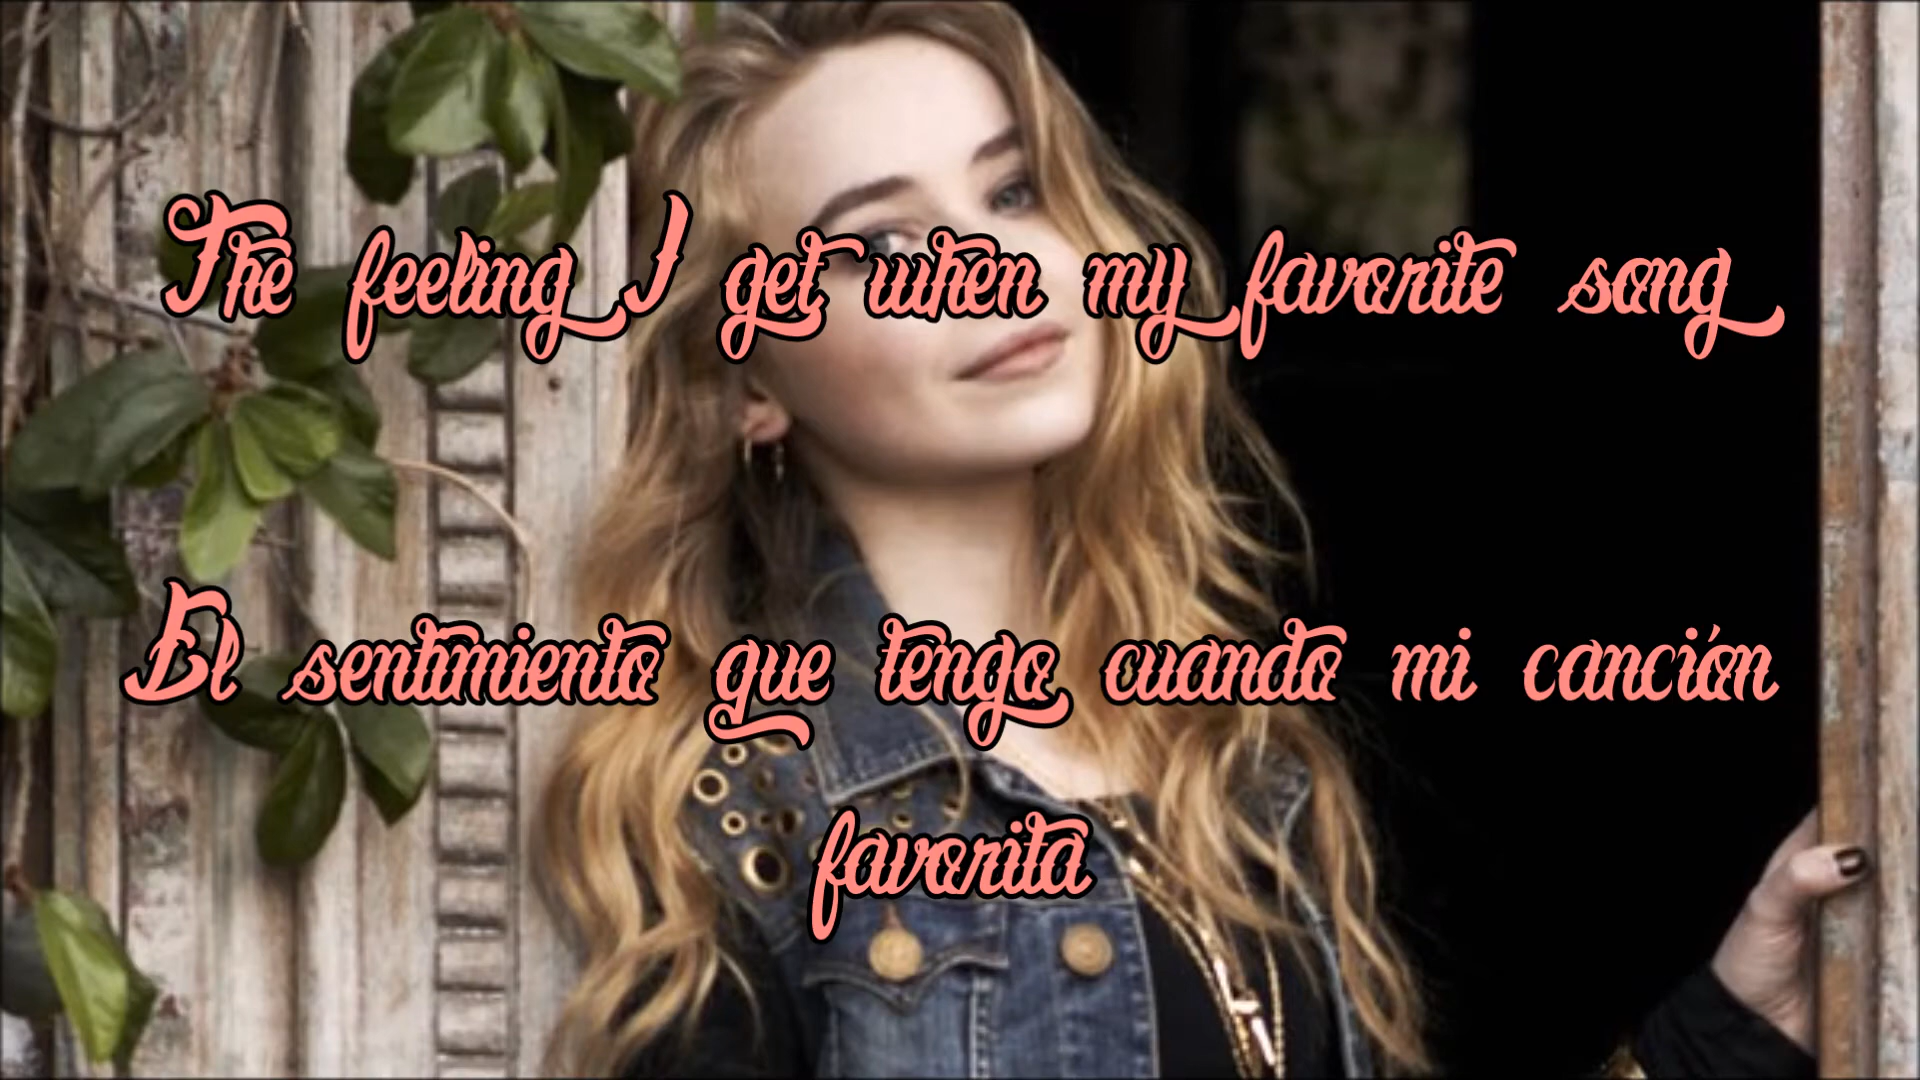 The feeling I get when my favorite song
El sentimiento que tengo cuando mi canción
favorita